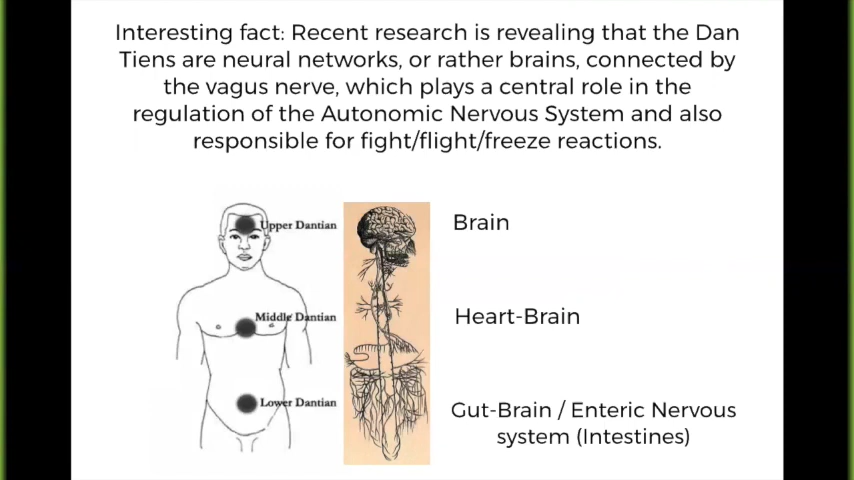 Interesting fact: Recent research is revealing that the Dan
Tiens are neural networks, or rather brains, connected by
the vagus nerve, which plays a central role in the
regulation of the Autonomic Nervous System and also
responsible for fight/flight/freeze reactions.
Upper Dantian
Brain
Middle Dantian
Heart-Brain
Lower Dantian
Gut-Brain / Enteric Nervous
system (Intestines)